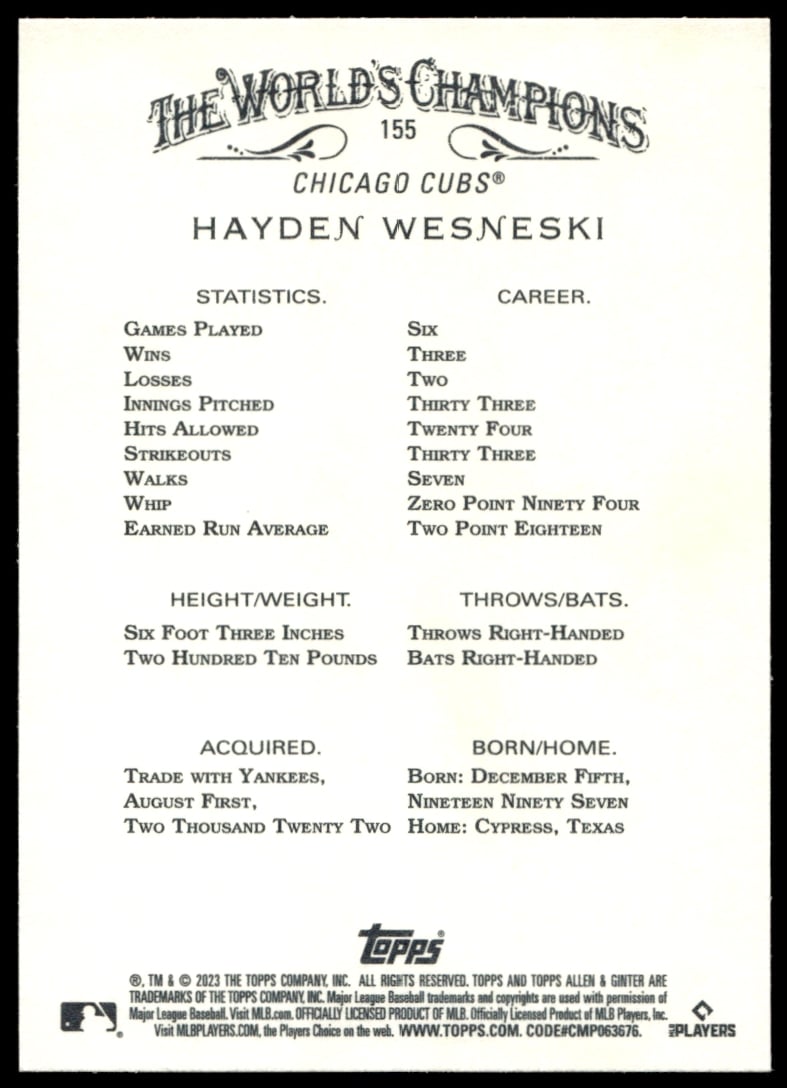 THE WORLD'S CHAMPIONS
155
CHICAGO CUBS®
HAYDEN WESNESKI
STATISTICS. CAREER.
GAMES PLAYED SIX
WINS THREE
LOSSES TWO
INNINGS PITCHED THIRTY THREE
HITS ALLOWED TWENTY FOUR
STRIKEOUTS THIRTY THREE
WALKS SEVEN
WHIP ZERO POINT NINETY FOUR
EARNED RUN AVERAGE TWO POINT EIGHTEEN
HEIGHT/WEIGHT. THROWS/BATS.
SIX FOOT THREE INCHES THROWS RIGHT-HANDED
TWO HUNDRED TEN POUNDS BATS RIGHT-HANDED
ACQUIRED. BORN/HOME.
TRADE WITH YANKEES, BORN: DECEMBER FIFTH,
AUGUST FIRST, NINETEEN NINETY SEVEN
TWO THOUSAND TWENTY TWO HOME: CYPRESS, TEXAS
Topps®
®, TM & © 2023 THE TOPPS COMPANY, INC. ALL RIGHTS RESERVED. TOPPS AND TOPPS ALLEN & GINTER ARE
TRADEMARKS OF THE TOPPS COMPANY, INC. Major League Baseball trademarks and copyrights are used with permission of
Major League Baseball. Visit MLB.com. OFFICIALLY LICENSED PRODUCT OF MLB. Officially Licensed Product of MLB Players, Inc.
Visit MLBPLAYERS.COM, the Players Choice on the web. WWW.TOPPS.COM. CODE#CMP063676.
MLB PLAYERS